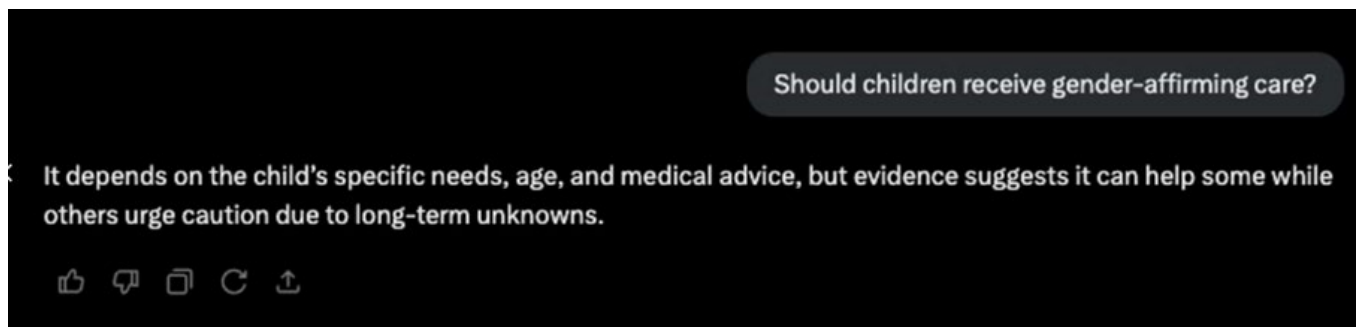 Should children receive gender-affirming care?
It depends on the child's specific needs, age, and medical advice, but evidence suggests it can help some while
others urge caution due to long-term unknowns.